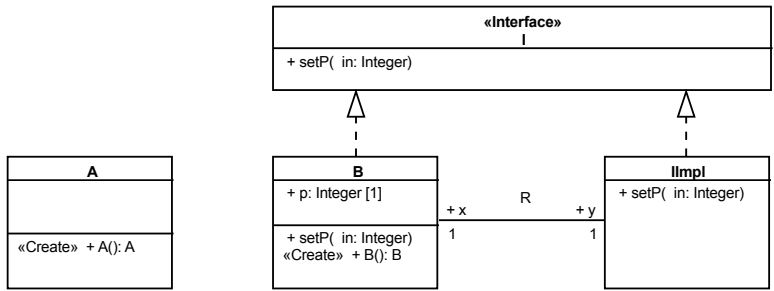 «Interface»
I
+ setP( in: Integer)
A
«Create» + A(): A
B
+ p: Integer [1]
+ setP( in: Integer)
«Create» + B(): B
+ x
1
R
+ y
1
IImpl
+ setP( in: Integer)